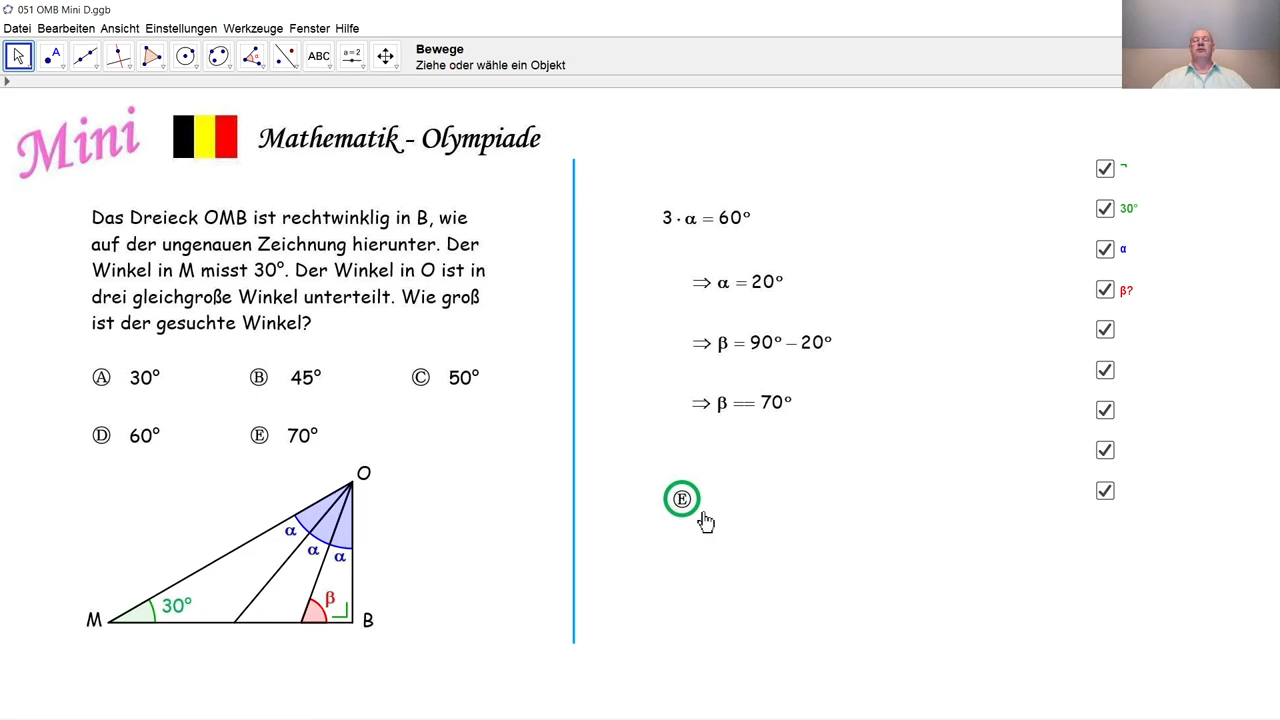 051 OMB Mini D.ggb
Datei Bearbeiten Ansicht Einstellungen Werkzeuge Fenster Hilfe
A
α
ABC
a=2
Bewege
Ziehe oder wähle ein Objekt
Mini
Mathematik - Olympiade
Das Dreieck OMB ist rechtwinklig in B, wie
auf der ungenauen Zeichnung hierunter. Der
Winkel in M misst 30°. Der Winkel in O ist in
drei gleichgroße Winkel unterteilt. Wie groß
ist der gesuchte Winkel?
Ⓐ 30° Ⓑ 45° Ⓒ 50°
Ⓓ 60° Ⓔ 70°
O
α
α
α
M
30°
β
B
3 · α = 60°
⇒ α = 20°
⇒ β = 90° – 20°
⇒ β == 70°
Ⓔ
¬
30°
α
β?